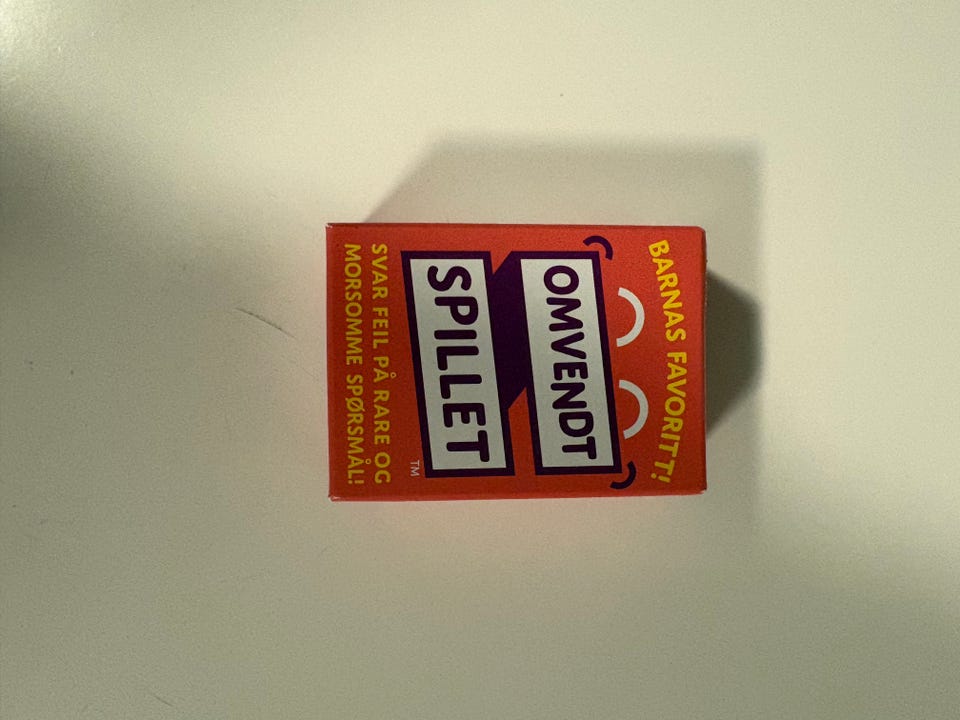 BARNAS FAVORITT!
OMVENDT
SPILLET
™
SVAR FEIL PÅ RARE OG
MORSOMME SPØRSMÅL!